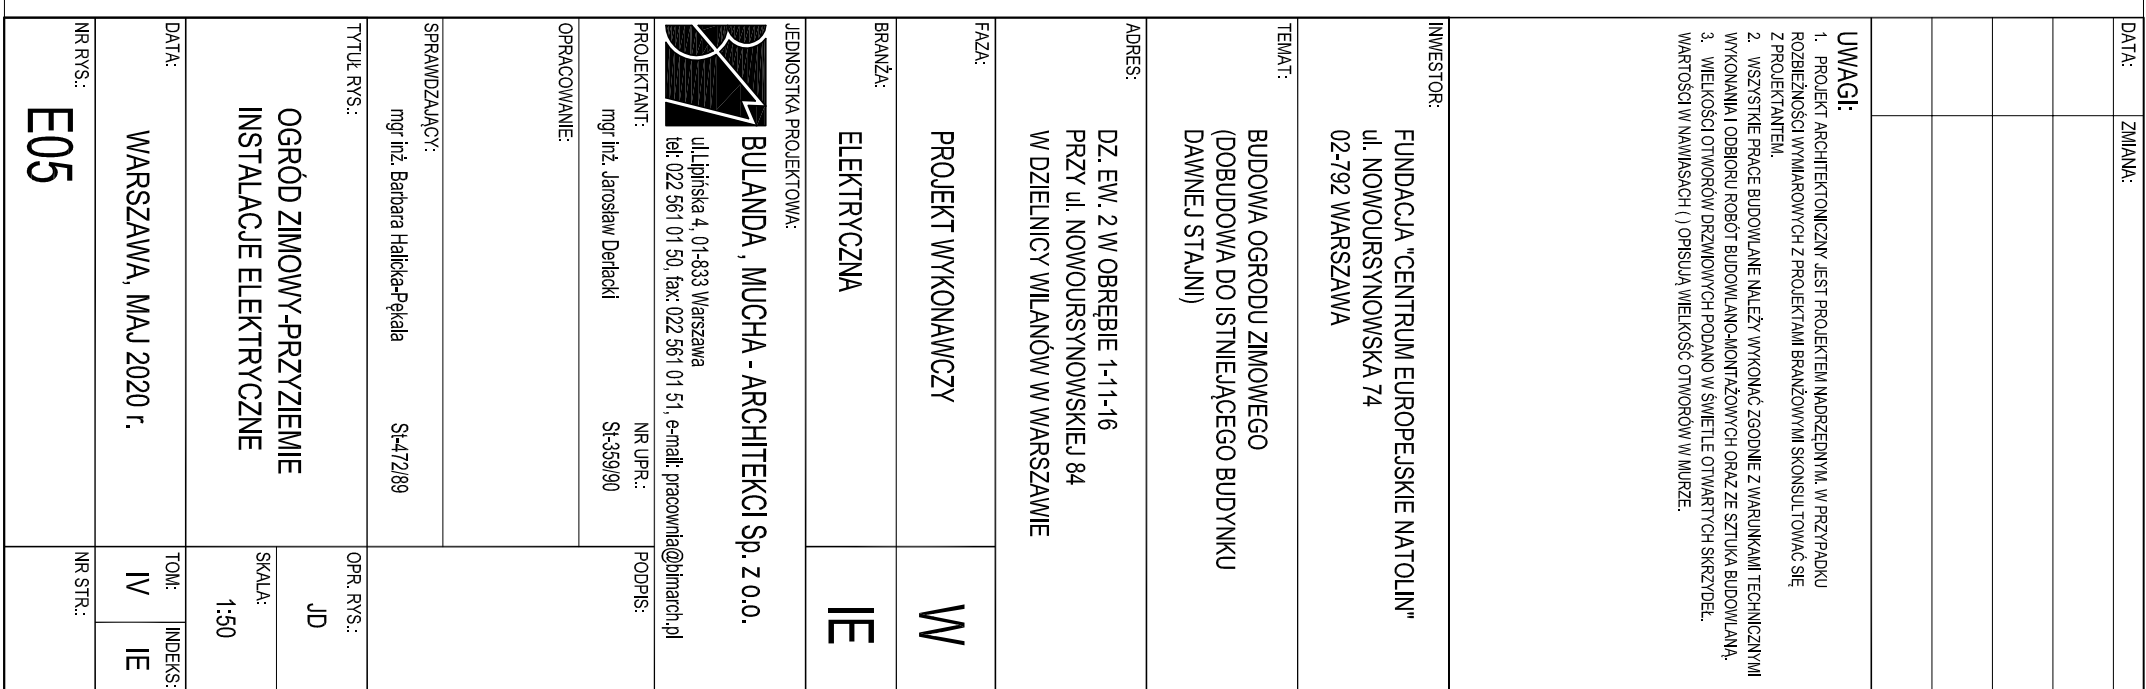 DATA:
ZMIANA:
UWAGI:
1. PROJEKT ARCHITEKTONICZNY JEST PROJEKTEM NADRZĘDNYM. W PRZYPADKU
ROZBIEŻNOŚCI WYMIAROWYCH Z PROJEKTAMI BRANŻOWYMI SKONSULTOWAĆ SIĘ
Z PROJEKTANTEM.
2. WSZYSTKIE PRACE BUDOWLANE NALEŻY WYKONAĆ ZGODNIE Z WARUNKAMI TECHNICZNYMI
WYKONANIA I ODBIORU ROBÓT BUDOWLANO-MONTAŻOWYCH ORAZ ZE SZTUKA BUDOWLANĄ.
3. WIELKOŚCI OTWORÓW DRZWIOWYCH PODANO W ŚWIETLE OTWARTYCH SKRZYDEŁ.
WARTOŚCI W NAWIASACH ( ) OPISUJĄ WIELKOŚĆ OTWORÓW W MURZE.
INWESTOR:
FUNDACJA "CENTRUM EUROPEJSKIE NATOLIN"
ul. NOWOURSYNOWSKA 74
02-792 WARSZAWA
TEMAT:
BUDOWA OGRODU ZIMOWEGO
(DOBUDOWA DO ISTNIEJĄCEGO BUDYNKU
DAWNEJ STAJNI)
ADRES:
DZ. EW. 2 W OBRĘBIE 1-11-16
PRZY ul. NOWOURSYNOWSKIEJ 84
W DZIELNICY WILANÓW W WARSZAWIE
FAZA:
PROJEKT WYKONAWCZY
W
BRANŻA:
ELEKTRYCZNA
IE
JEDNOSTKA PROJEKTOWA:
BULANDA , MUCHA - ARCHITEKCI Sp. z o.o.
ul.Lipińska 4, 01-833 Warszawa
tel: 022 561 01 50, fax: 022 561 01 51, e-mail: pracownia@bimarch.pl
PROJEKTANT:
NR UPR.:
PODPIS:
mgr inż. Jarosław Derlacki
St-359/90
OPRACOWANIE:
SPRAWDZAJĄCY:
mgr inż. Barbara Halicka-Pękala
St-472/89
TYTUŁ RYS.:
OGRÓD ZIMOWY-PRZYZIEMIE
INSTALACJE ELEKTRYCZNE
OPR. RYS.:
JD
SKALA:
1:50
DATA:
WARSZAWA, MAJ 2020 r.
TOM:
IV
INDEKS:
IE
NR RYS.:
E05
NR STR.: